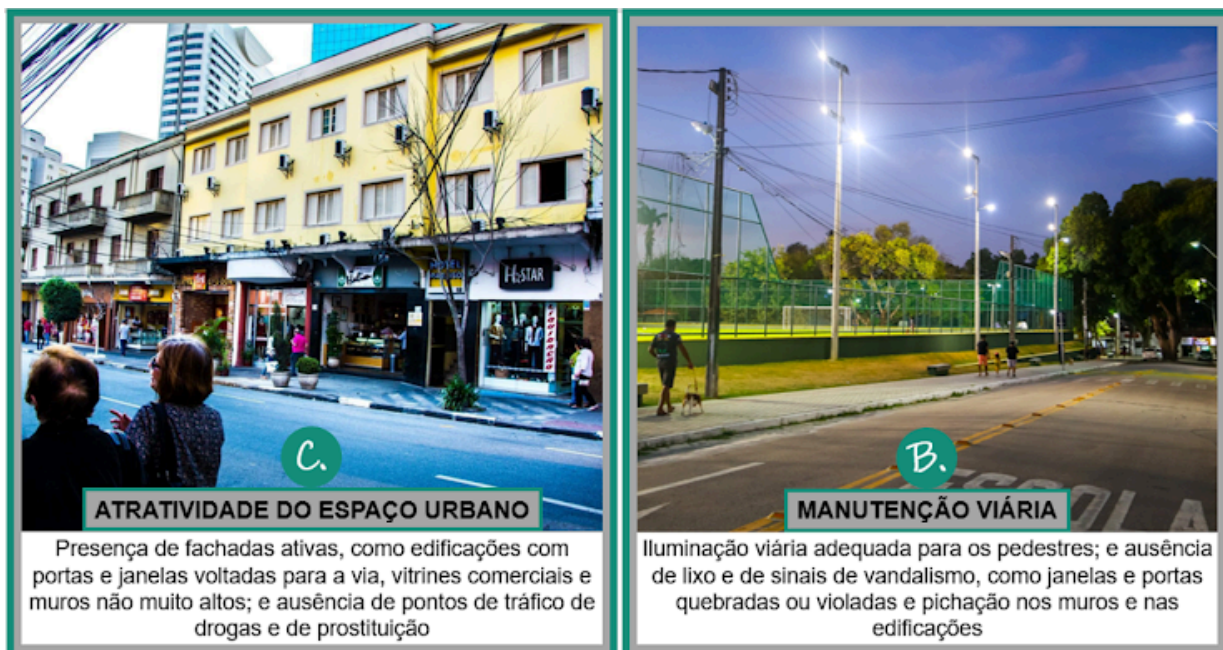 H2STAR
LIQUIDAÇÃO
C.
ATRATIVIDADE DO ESPAÇO URBANO
Presença de fachadas ativas, como edificações com
portas e janelas voltadas para a via, vitrines comerciais e
muros não muito altos; e ausência de pontos de tráfico de
drogas e de prostituição
ESCOLA
B.
MANUTENÇÃO VIÁRIA
Iluminação viária adequada para os pedestres; e ausência
de lixo e de sinais de vandalismo, como janelas e portas
quebradas ou violadas e pichação nos muros e nas
edificações